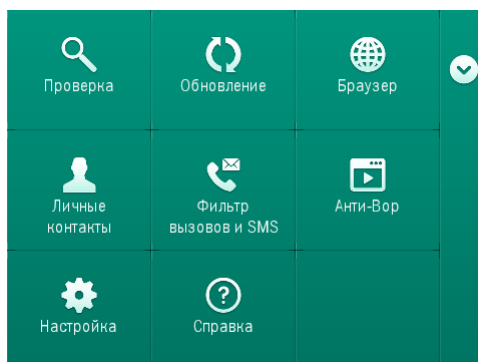 Проверка
Обновление
Браузер
Личные
контакты
Фильтр
вызовов и SMS
Анти-Вор
Настройка
Справка